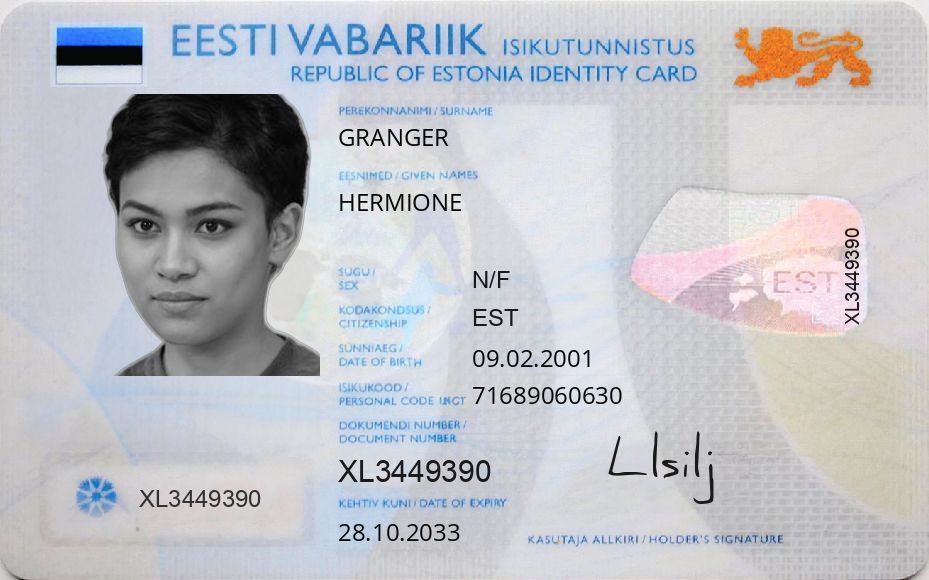 EESTI VABARIIK ISIKUTUNNISTUS
REPUBLIC OF ESTONIA IDENTITY CARD
PEREKONNANIMI / SURNAME
GRANGER
EESNIMED / GIVEN NAMES
HERMIONE
SUGU /
SEX
N/F
KODAKONDSUS /
CITIZENSHIP
EST
SÜNNIAEG /
DATE OF BIRTH
09.02.2001
ISIKUKOOD /
PERSONAL CODE
71689060630
DOKUMENDI NUMBER /
DOCUMENT NUMBER
XL3449390
KEHTIV KUNI / DATE OF EXPIRY
28.10.2033
XL3449390
EST
XL3449390
Llsilj
KASUTAJA ALLKIRI / HOLDER'S SIGNATURE